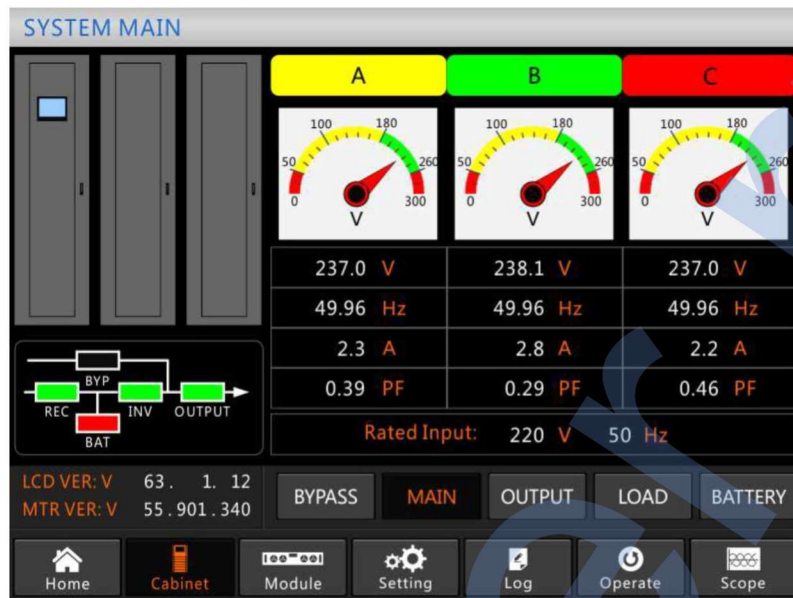 SYSTEM MAIN
A B C
0 50 100 180 260 300 V
0 50 100 180 260 300 V
0 50 100 180 260 300 V
237.0 V 238.1 V 237.0 V
49.96 Hz 49.96 Hz 49.96 Hz
2.3 A 2.8 A 2.2 A
0.39 PF 0.29 PF 0.46 PF
Rated Input: 220 V 50 Hz
BYP
REC INV OUTPUT
BAT
LCD VER: V 63. 1. 12
MTR VER: V 55.901.340
BYPASS MAIN OUTPUT LOAD BATTERY
Home Cabinet Module Setting Log Operate Scope